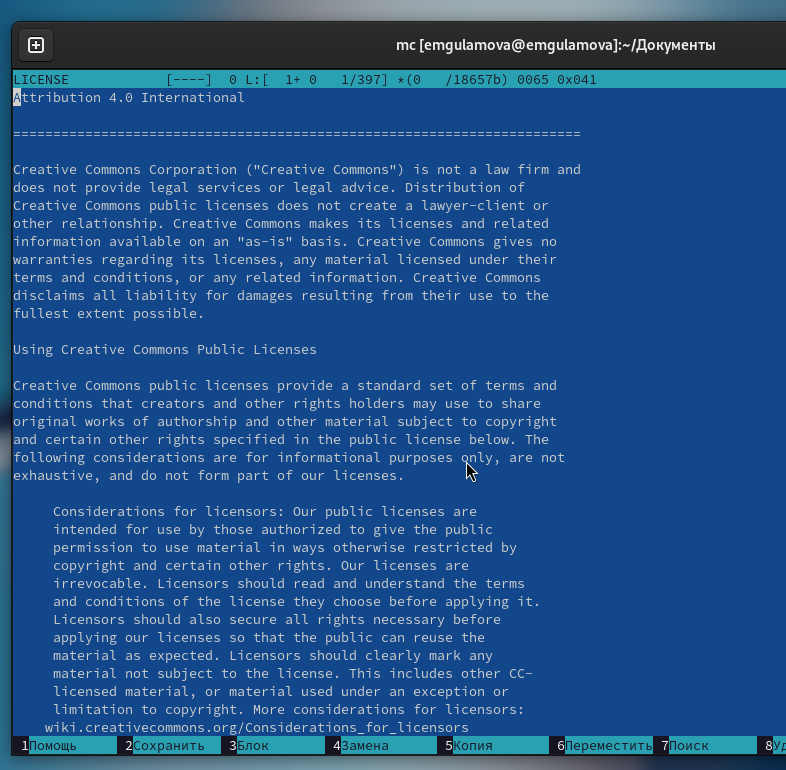 mc [emgulamova@emgulamova]:~/Документы
LICENSE            [----]  0 L:[  1+ 0   1/397] *(0   /18657b) 0065 0x041
Attribution 4.0 International
=======================================================================
Creative Commons Corporation ("Creative Commons") is not a law firm and
does not provide legal services or legal advice. Distribution of
Creative Commons public licenses does not create a lawyer-client or
other relationship. Creative Commons makes its licenses and related
information available on an "as-is" basis. Creative Commons gives no
warranties regarding its licenses, any material licensed under their
terms and conditions, or any related information. Creative Commons
disclaims all liability for damages resulting from their use to the
fullest extent possible.
Using Creative Commons Public Licenses
Creative Commons public licenses provide a standard set of terms and
conditions that creators and other rights holders may use to share
original works of authorship and other material subject to copyright
and certain other rights specified in the public license below. The
following considerations are for informational purposes only, are not
exhaustive, and do not form part of our licenses.
     Considerations for licensors: Our public licenses are
     intended for use by those authorized to give the public
     permission to use material in ways otherwise restricted by
     copyright and certain other rights. Our licenses are
     irrevocable. Licensors should read and understand the terms
     and conditions of the license they choose before applying it.
     Licensors should also secure all rights necessary before
     applying our licenses so that the public can reuse the
     material as expected. Licensors should clearly mark any
     material not subject to the license. This includes other CC-
     licensed material, or material used under an exception or
     limitation to copyright. More considerations for licensors:
    wiki.creativecommons.org/Considerations_for_licensors
1Помощь 2Сохранить 3Блок 4Замена 5Копия 6Переместить 7Поиск 8